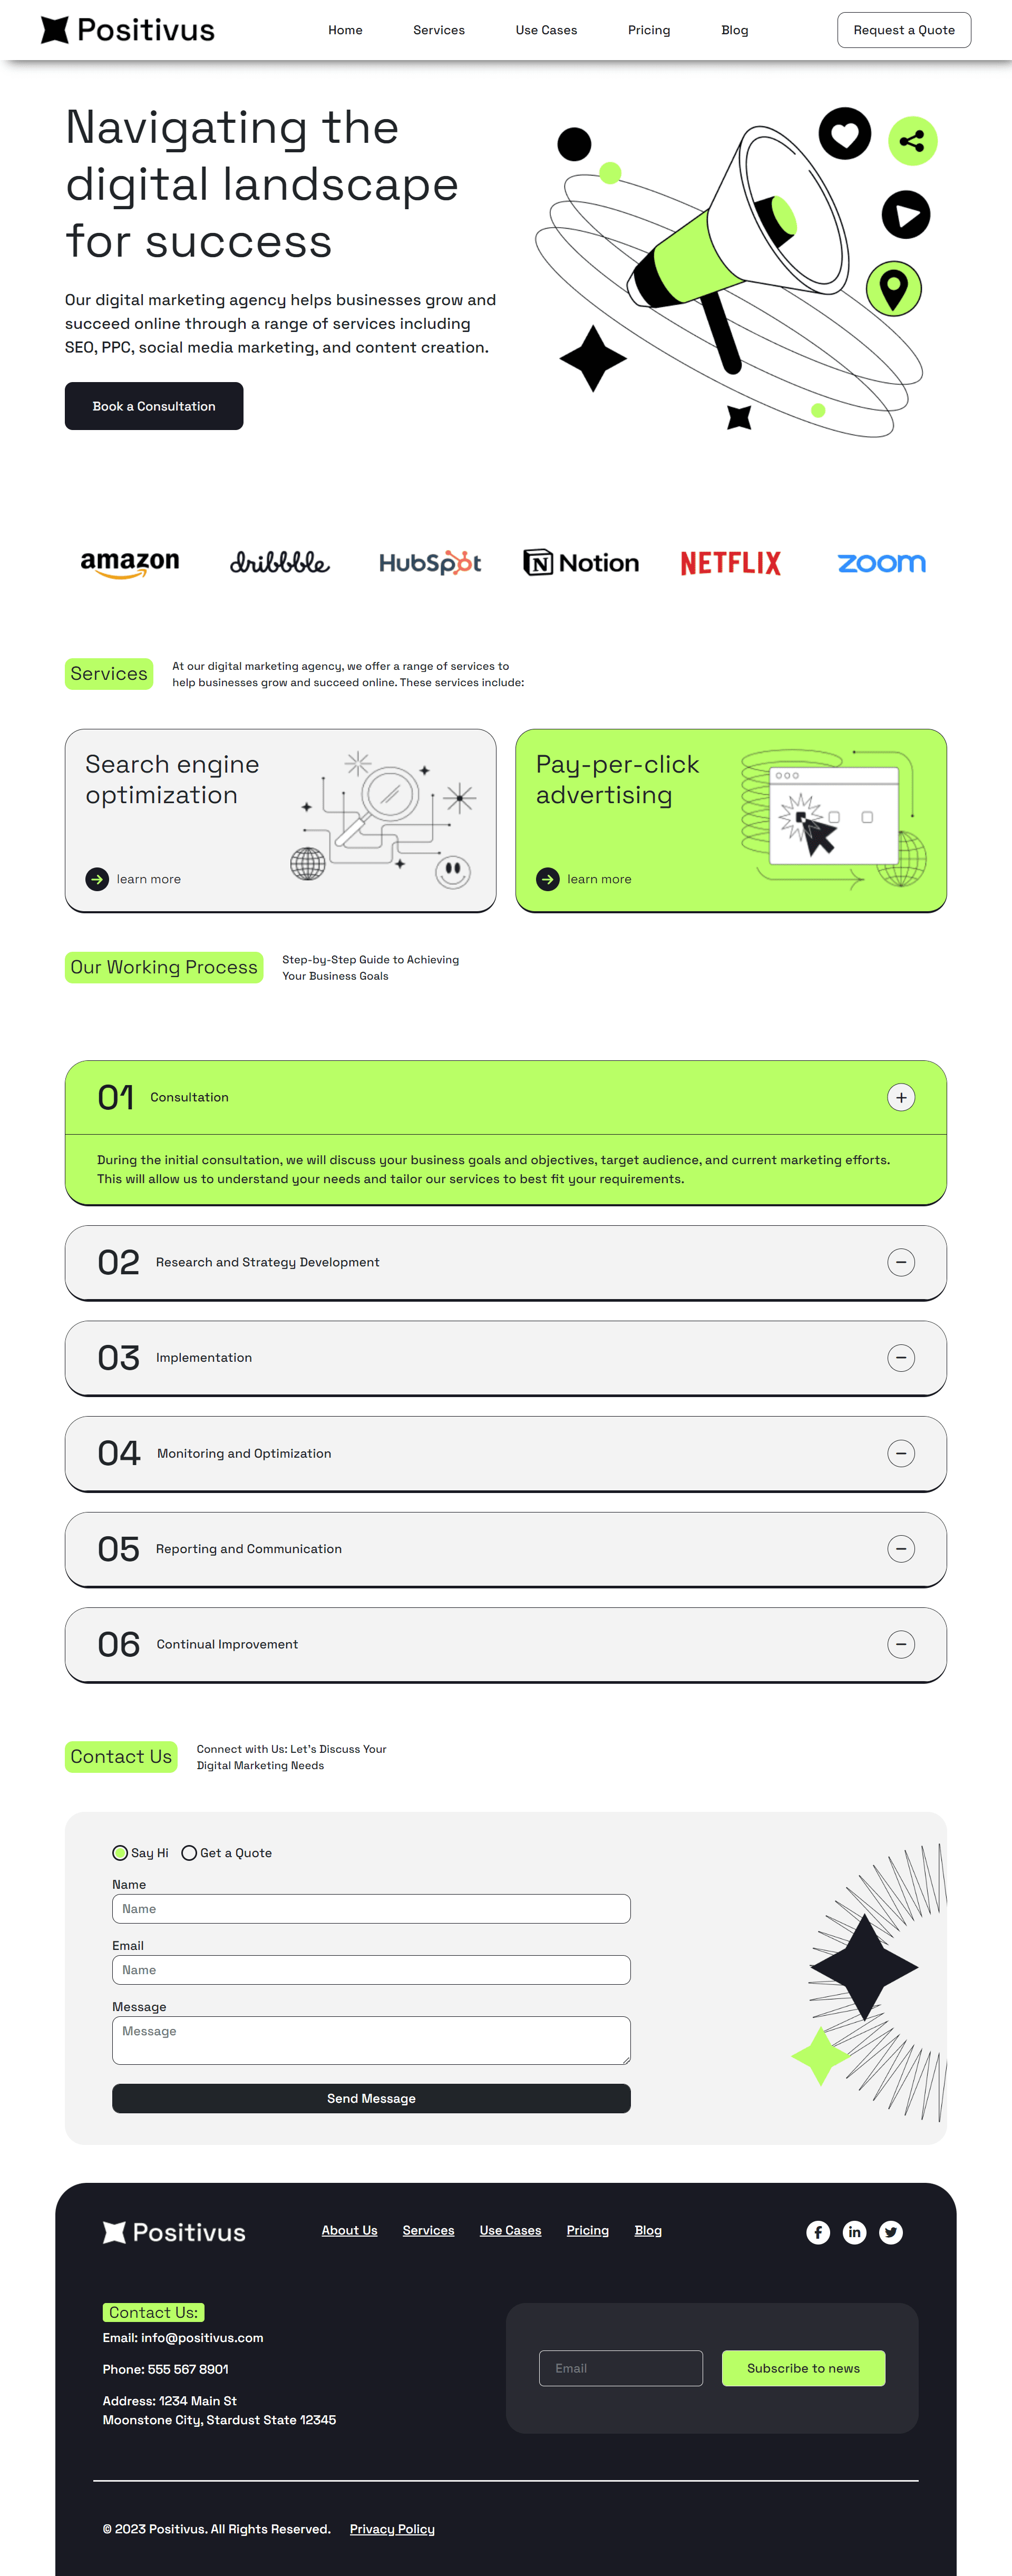 Positivus
Home Services Use Cases Pricing Blog Request a Quote
Navigating the
digital landscape
for success
Our digital marketing agency helps businesses grow and
succeed online through a range of services including
SEO, PPC, social media marketing, and content creation.
Book a Consultation
amazon dribbble HubSpot Notion NETFLIX zoom
Services
At our digital marketing agency, we offer a range of services to
help businesses grow and succeed online. These services include:
Search engine
optimization
learn more
Pay-per-click
advertising
learn more
Our Working Process
Step-by-Step Guide to Achieving
Your Business Goals
01 Consultation
During the initial consultation, we will discuss your business goals and objectives, target audience, and current marketing efforts.
This will allow us to understand your needs and tailor our services to best fit your requirements.
02 Research and Strategy Development
03 Implementation
04 Monitoring and Optimization
05 Reporting and Communication
06 Continual Improvement
Contact Us
Connect with Us: Let's Discuss Your
Digital Marketing Needs
Say Hi Get a Quote
Name
Name
Email
Name
Message
Message
Send Message
Positivus
About Us Services Use Cases Pricing Blog
Contact Us:
Email: info@positivus.com
Phone: 555 567 8901
Address: 1234 Main St
Moonstone City, Stardust State 12345
Email
Subscribe to news
© 2023 Positivus. All Rights Reserved. Privacy Policy